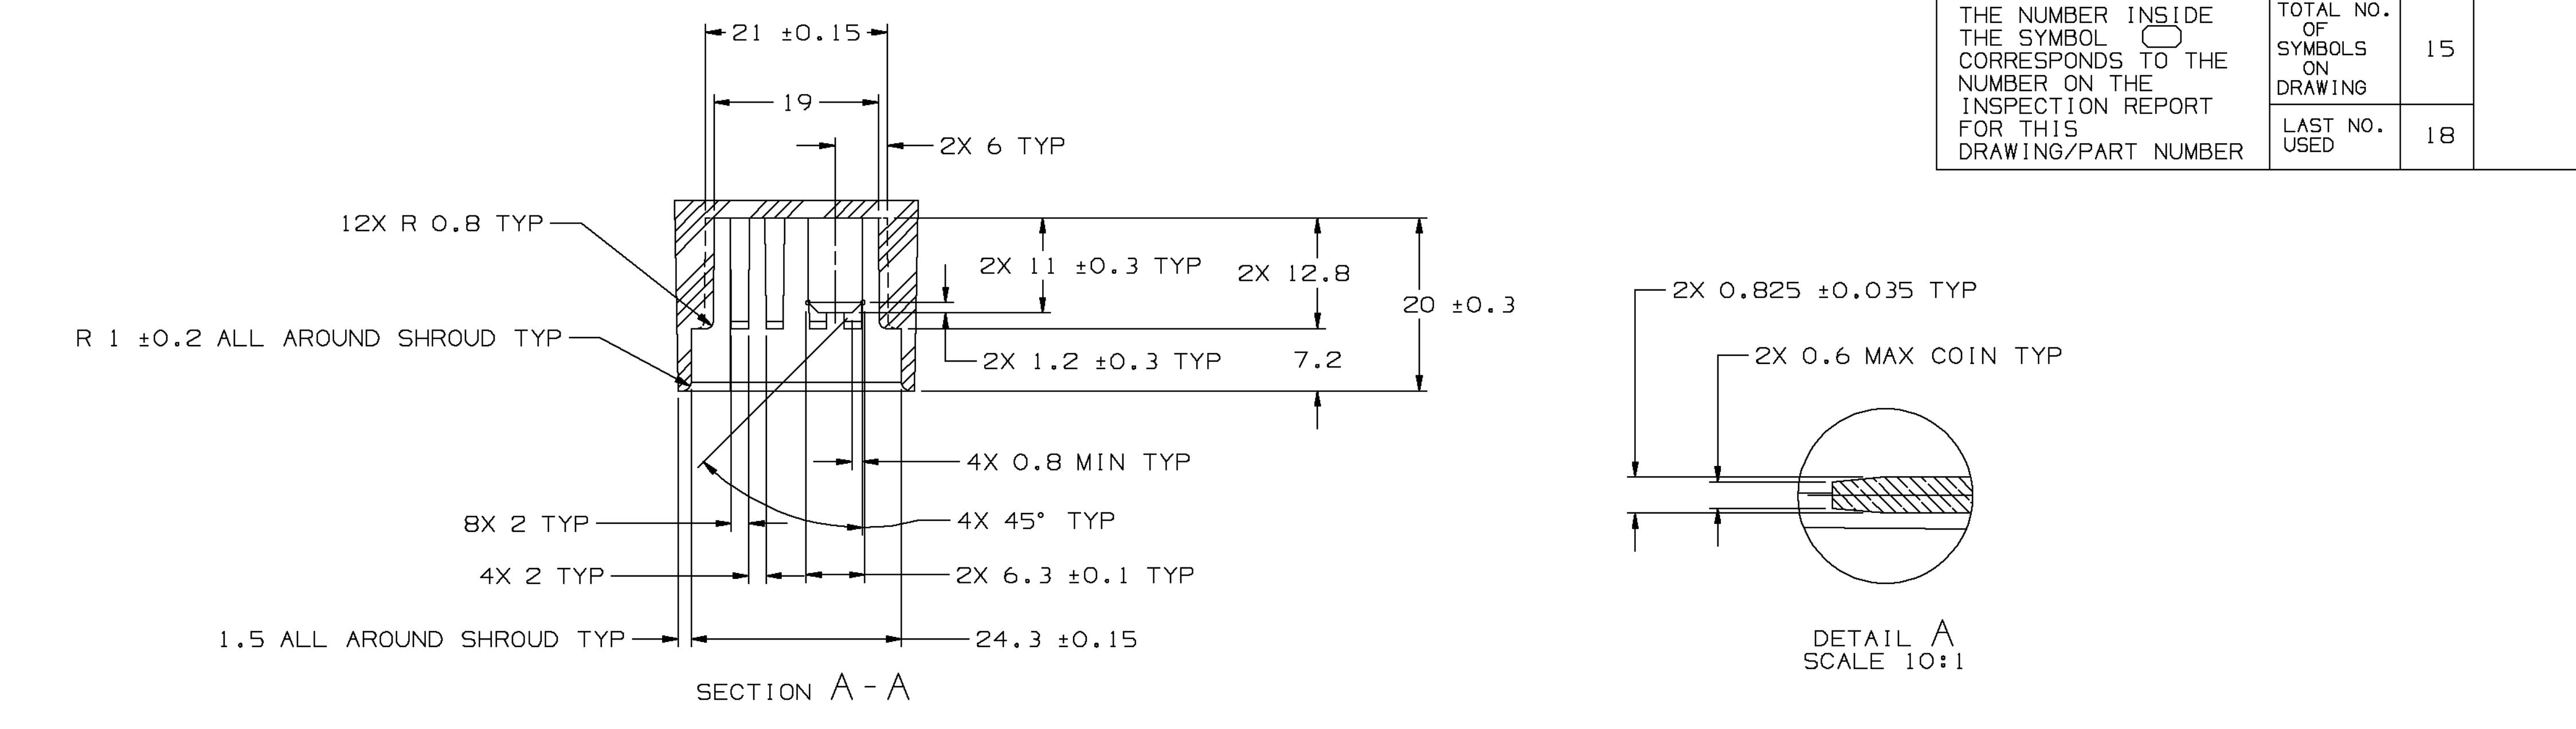 21 ±0.15
19
2X 6 TYP
12X R 0.8 TYP
2X 11 ±0.3 TYP
2X 12.8
20 ±0.3
R 1 ±0.2 ALL AROUND SHROUD TYP
2X 1.2 ±0.3 TYP
7.2
4X 0.8 MIN TYP
8X 2 TYP
4X 45° TYP
4X 2 TYP
2X 6.3 ±0.1 TYP
1.5 ALL AROUND SHROUD TYP
24.3 ±0.15
SECTION A-A
THE NUMBER INSIDE
THE SYMBOL
CORRESPONDS TO THE
NUMBER ON THE
INSPECTION REPORT
FOR THIS
DRAWING/PART NUMBER
TOTAL NO.
OF
SYMBOLS
ON
DRAWING
15
LAST NO.
USED
18
2X 0.825 ±0.035 TYP
2X 0.6 MAX COIN TYP
DETAIL A
SCALE 10:1